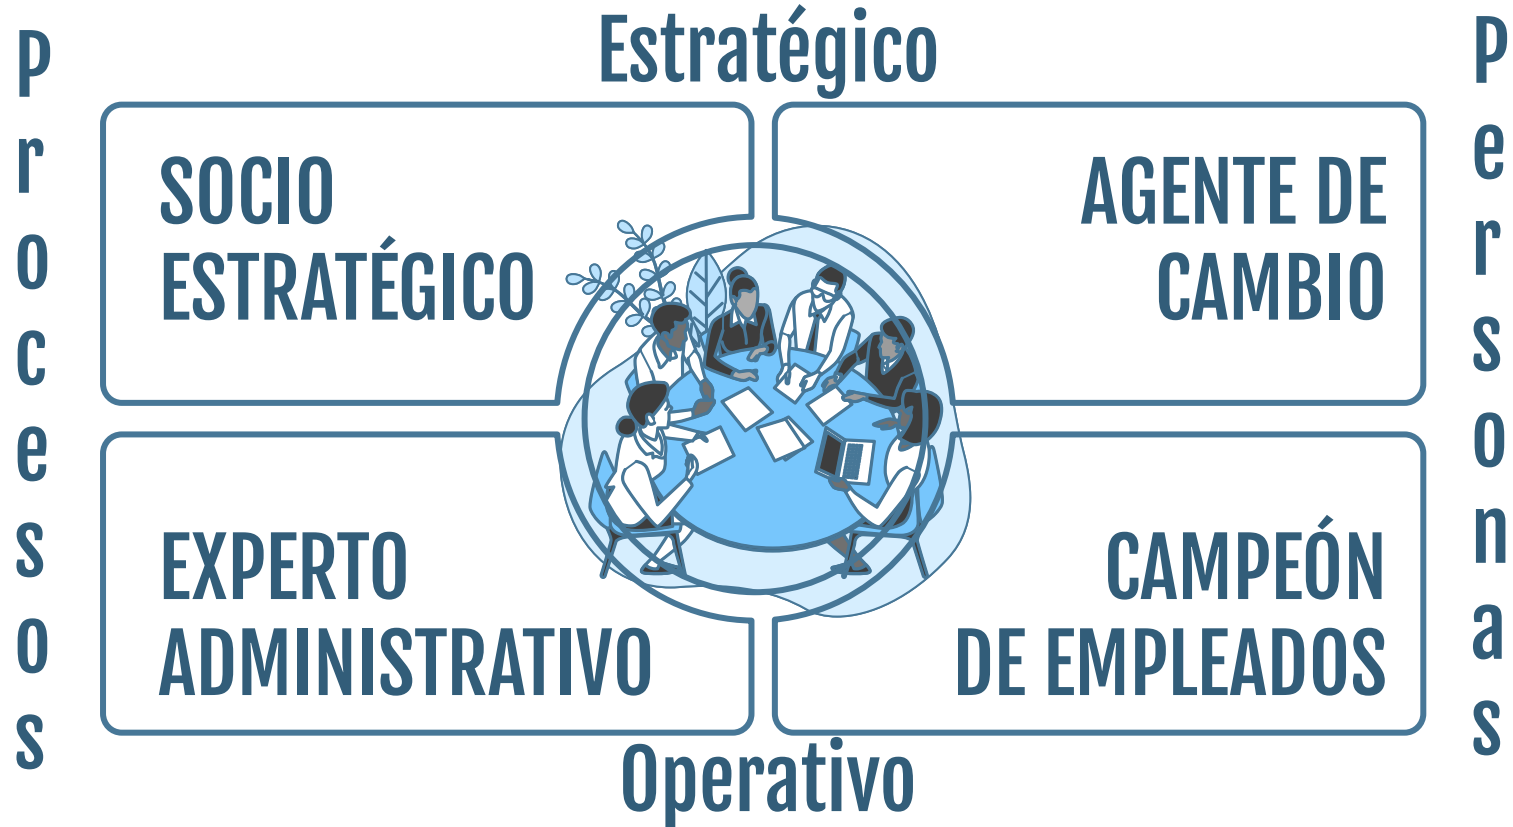 Estratégico
Procesos
Personas
SOCIO
ESTRATÉGICO
AGENTE DE
CAMBIO
EXPERTO
ADMINISTRATIVO
CAMPEÓN
DE EMPLEADOS
Operativo